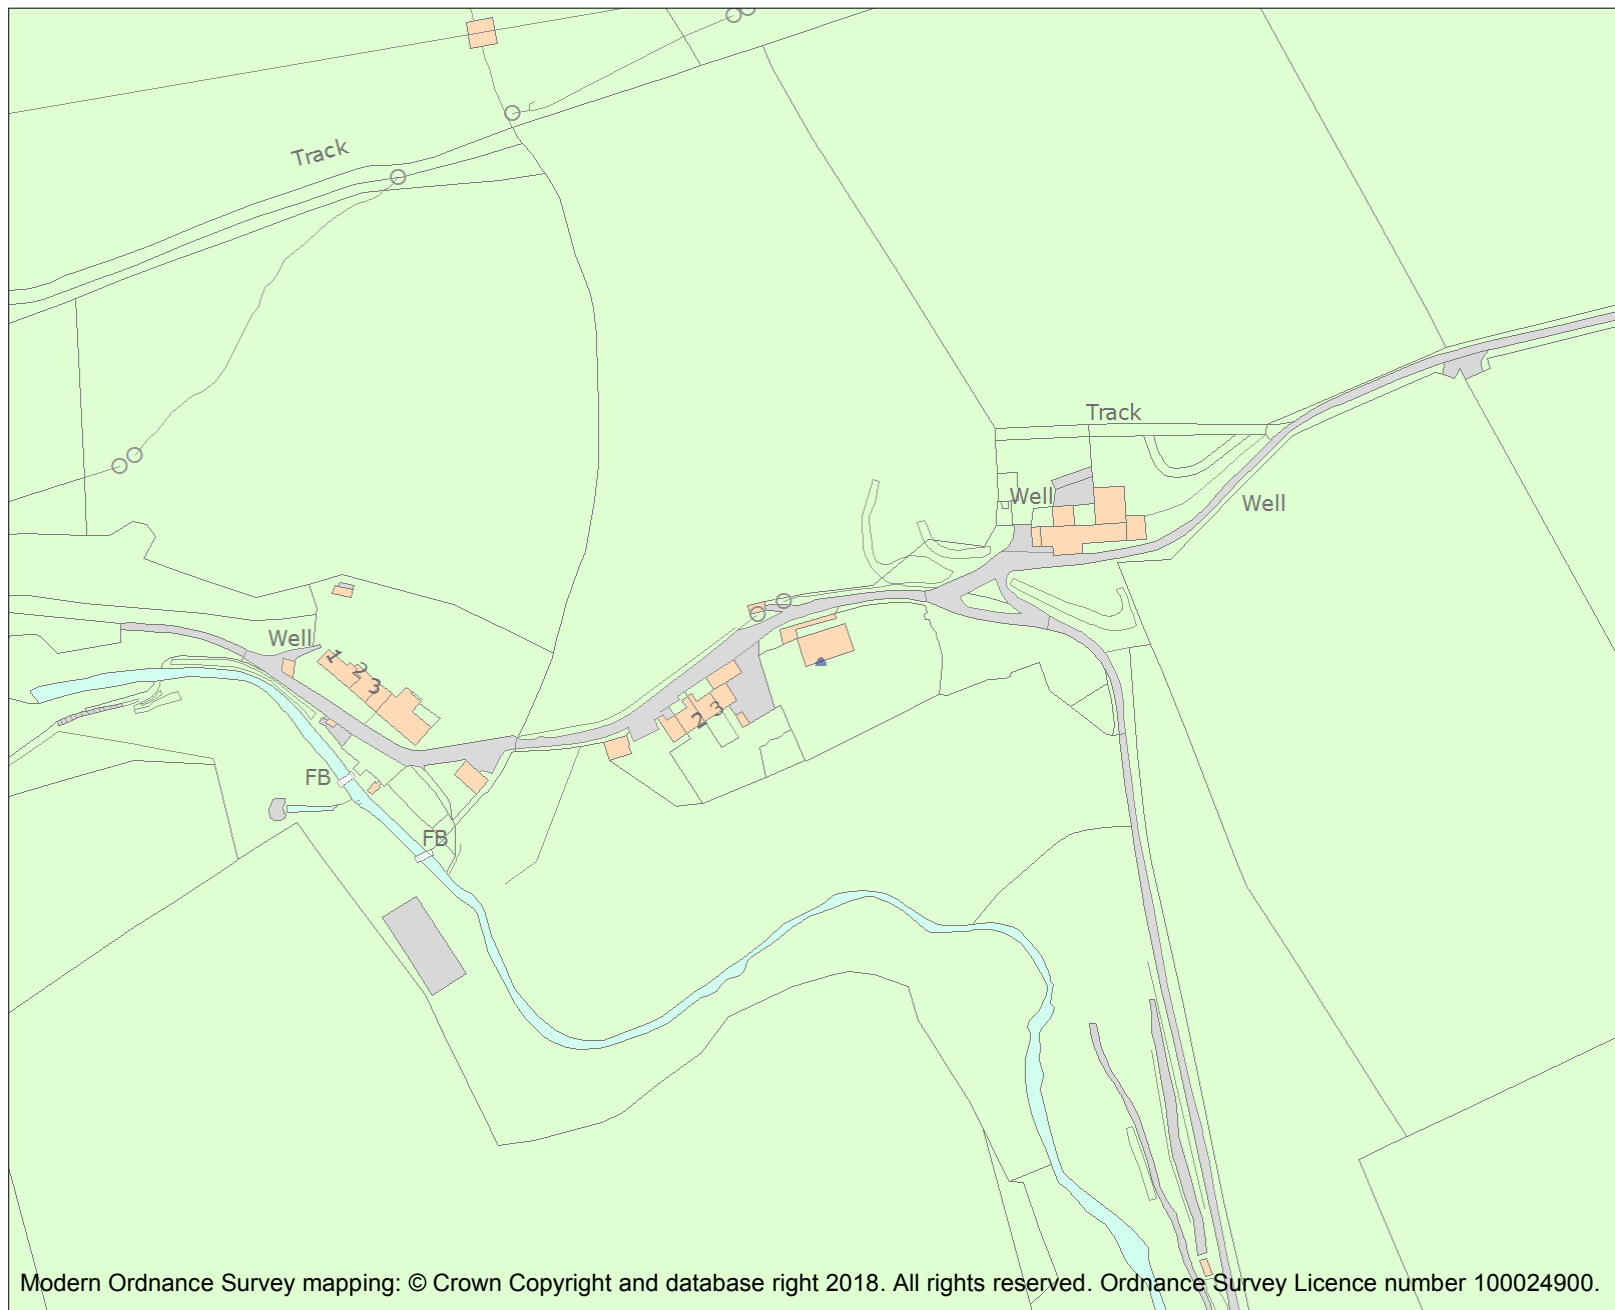 Track
Track
Well
Well
Well
1
2
3
2 3
FB
FB
Modern Ordnance Survey mapping: © Crown Copyright and database right 2018. All rights reserved. Ordnance Survey Licence number 100024900.